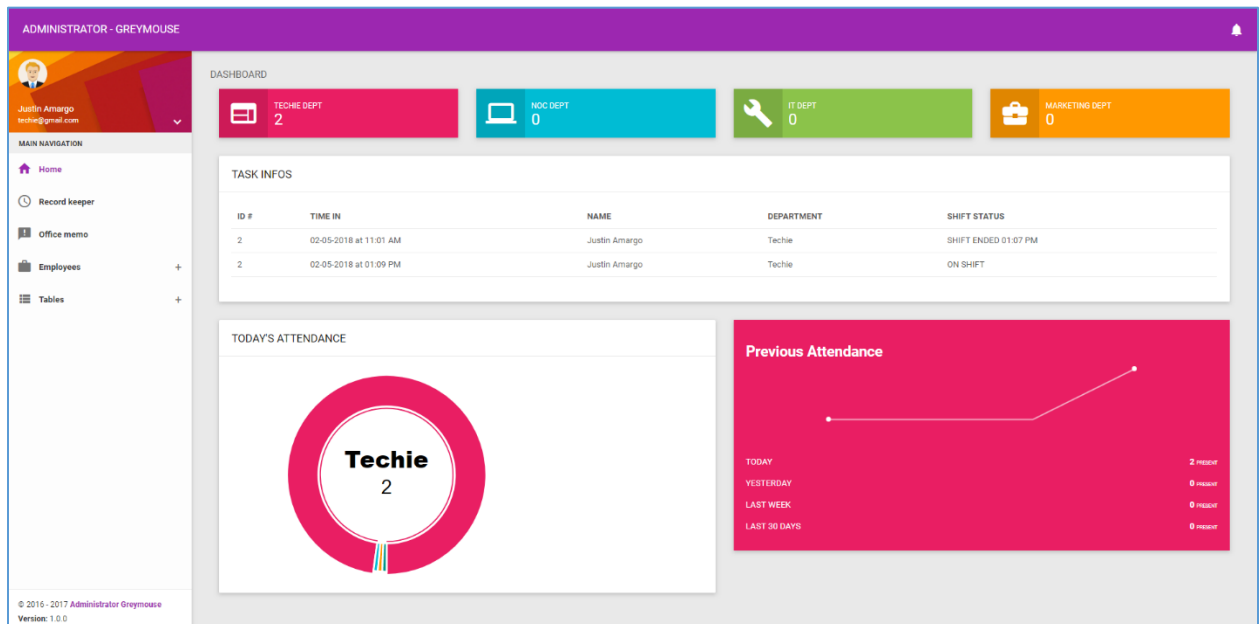 ADMINISTRATOR - GREYMOUSE
Justin Amargo
techie@gmail.com
MAIN NAVIGATION
Home
Record keeper
Office memo
Employees +
Tables +
© 2016 - 2017 Administrator Greymouse
Version: 1.0.0
DASHBOARD
TECHIE DEPT
2
NOC DEPT
0
IT DEPT
0
MARKETING DEPT
0
TASK INFOS
ID # TIME IN NAME DEPARTMENT SHIFT STATUS
2 02-05-2018 at 11:01 AM Justin Amargo Techie SHIFT ENDED 01:07 PM
2 02-05-2018 at 01:09 PM Justin Amargo Techie ON SHIFT
TODAY'S ATTENDANCE
Techie
2
Previous Attendance
TODAY 2 PRESENT
YESTERDAY 0 PRESENT
LAST WEEK 0 PRESENT
LAST 30 DAYS 0 PRESENT